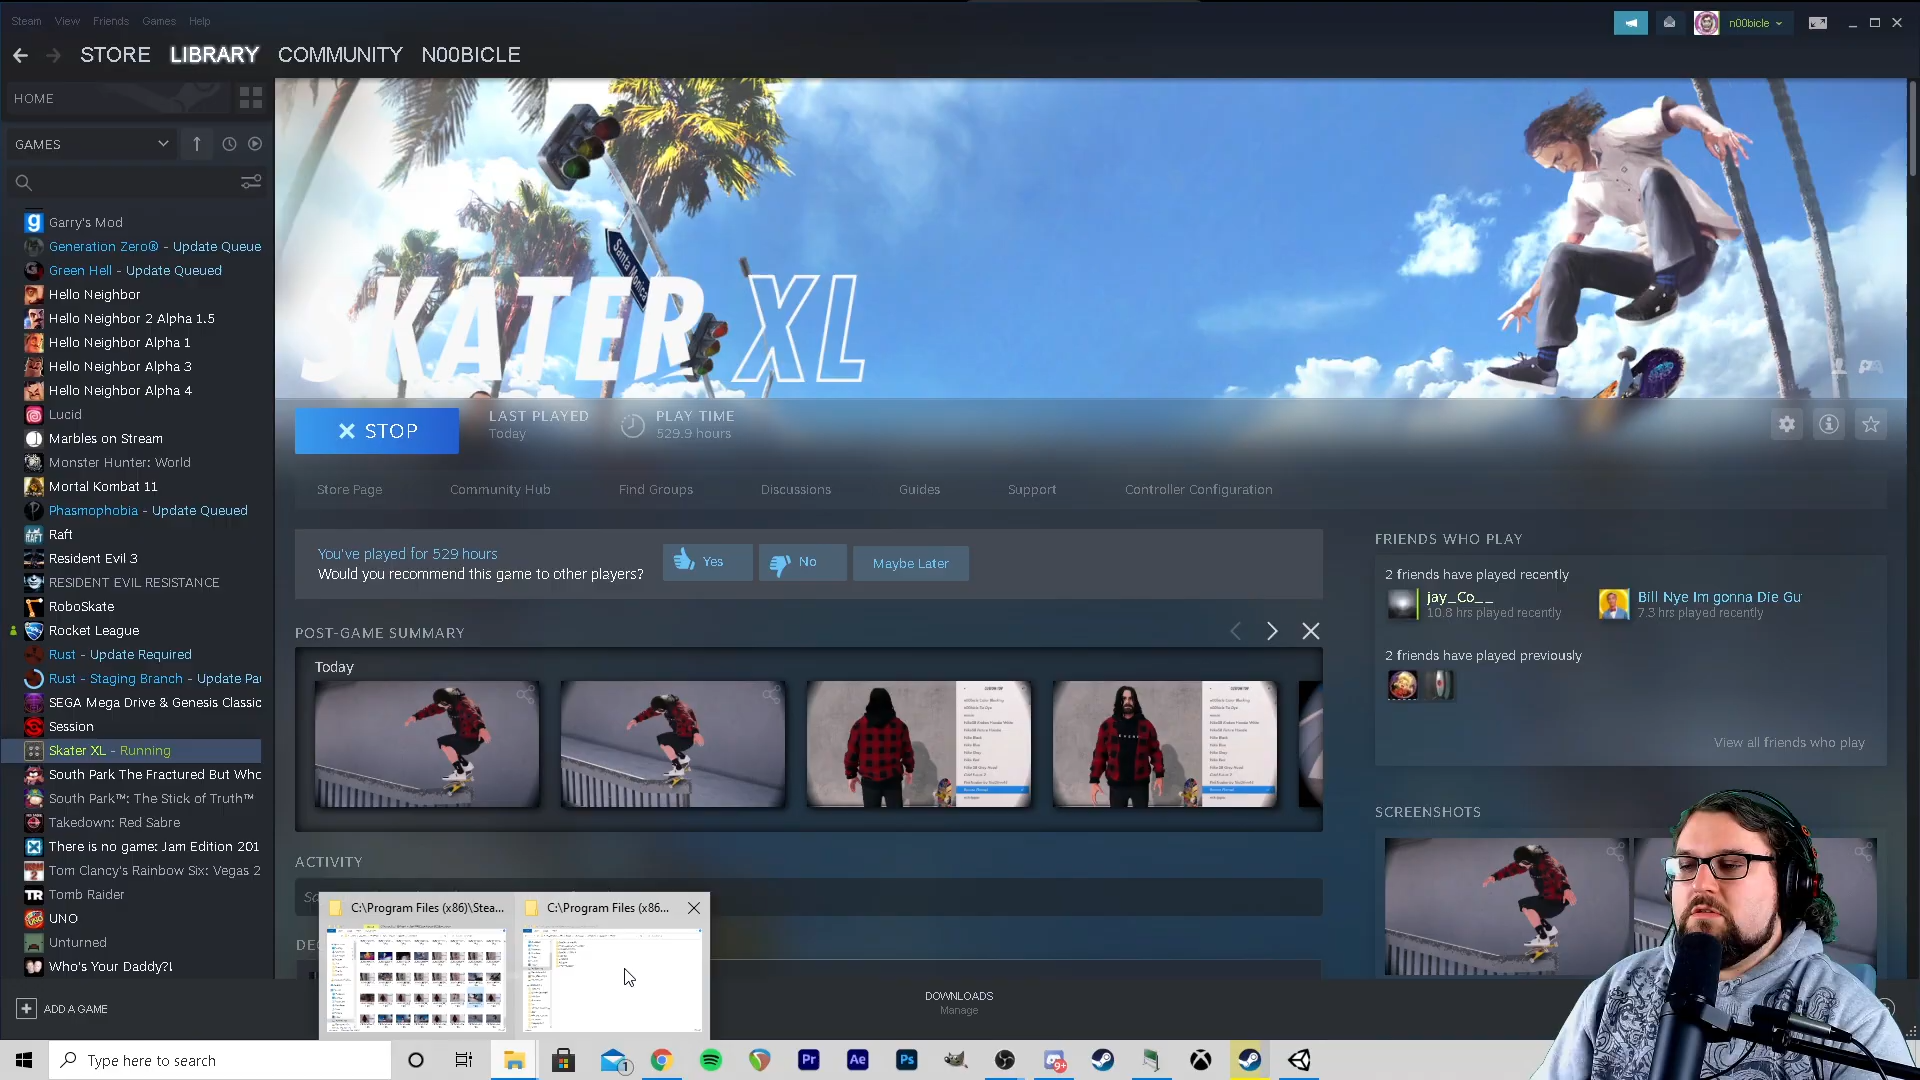 Steam View Friends Games Help
n00bicle
STORE LIBRARY COMMUNITY N00BICLE
HOME
GAMES
Garry's Mod
Generation Zero® - Update Queue
Green Hell - Update Queued
Hello Neighbor
Hello Neighbor 2 Alpha 1.5
Hello Neighbor Alpha 1
Hello Neighbor Alpha 3
Hello Neighbor Alpha 4
Lucid
Marbles on Stream
Monster Hunter: World
Mortal Kombat 11
Phasmophobia - Update Queued
Raft
Resident Evil 3
RESIDENT EVIL RESISTANCE
RoboSkate
Rocket League
Rust - Update Required
Rust - Staging Branch - Update Pau
SEGA Mega Drive & Genesis Classic
Session
Skater XL - Running
South Park The Fractured But Who
South Park™: The Stick of Truth™
Takedown: Red Sabre
There is no game: Jam Edition 201
Tom Clancy's Rainbow Six: Vegas 2
Tomb Raider
UNO
Unturned
Who's Your Daddy?!
ADD A GAME
Santa Monica
SKATER XL
STOP
LAST PLAYED
Today
PLAY TIME
529.9 hours
Store Page Community Hub Find Groups Discussions Guides Support Controller Configuration
You've played for 529 hours
Would you recommend this game to other players?
Yes
No
Maybe Later
POST-GAME SUMMARY
Today
ACTIVITY
FRIENDS WHO PLAY
2 friends have played recently
jay_Co__
10.8 hrs played recently
Bill Nye Im gonna Die Gu
7.3 hrs played recently
2 friends have played previously
View all friends who play
SCREENSHOTS
C:\Program Files (x86)\Stea...
C:\Program Files (x86...
DOWNLOADS
Manage
Type here to search
Pr
Ae
Ps